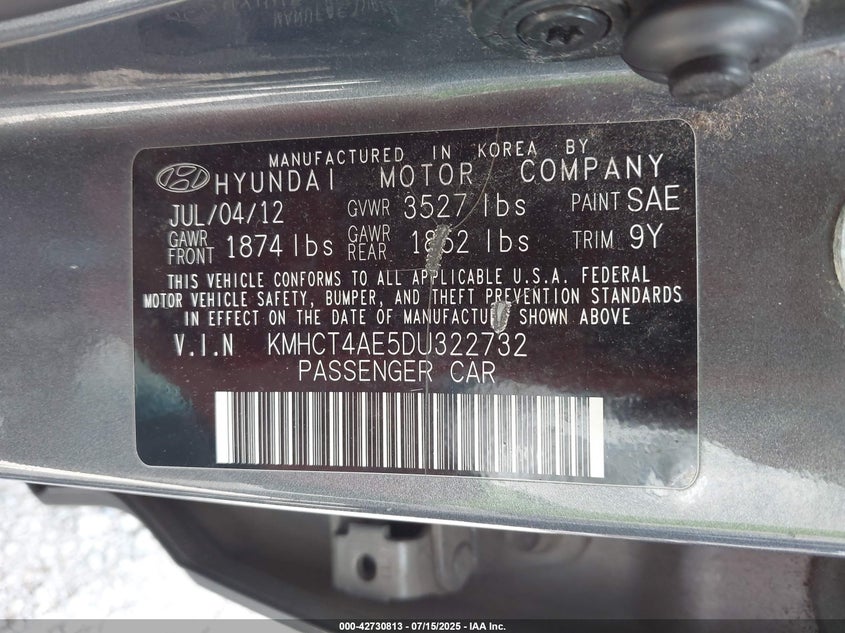 MANUFACTURED IN KOREA BY
HYUNDAI MOTOR COMPANY
JUL/04/12 GVWR 3527 lbs PAINT SAE
GAWR FRONT 1874 lbs GAWR REAR 1852 lbs TRIM 9Y
THIS VEHICLE CONFORMS TO ALL APPLICABLE U.S.A. FEDERAL
MOTOR VEHICLE SAFETY, BUMPER, AND THEFT PREVENTION STANDARDS
IN EFFECT ON THE DATE OF MANUFACTURE SHOWN ABOVE
V.I.N KMHCT4AE5DU322732
PASSENGER CAR
000-42730813 - 07/15/2025 - IAA Inc.